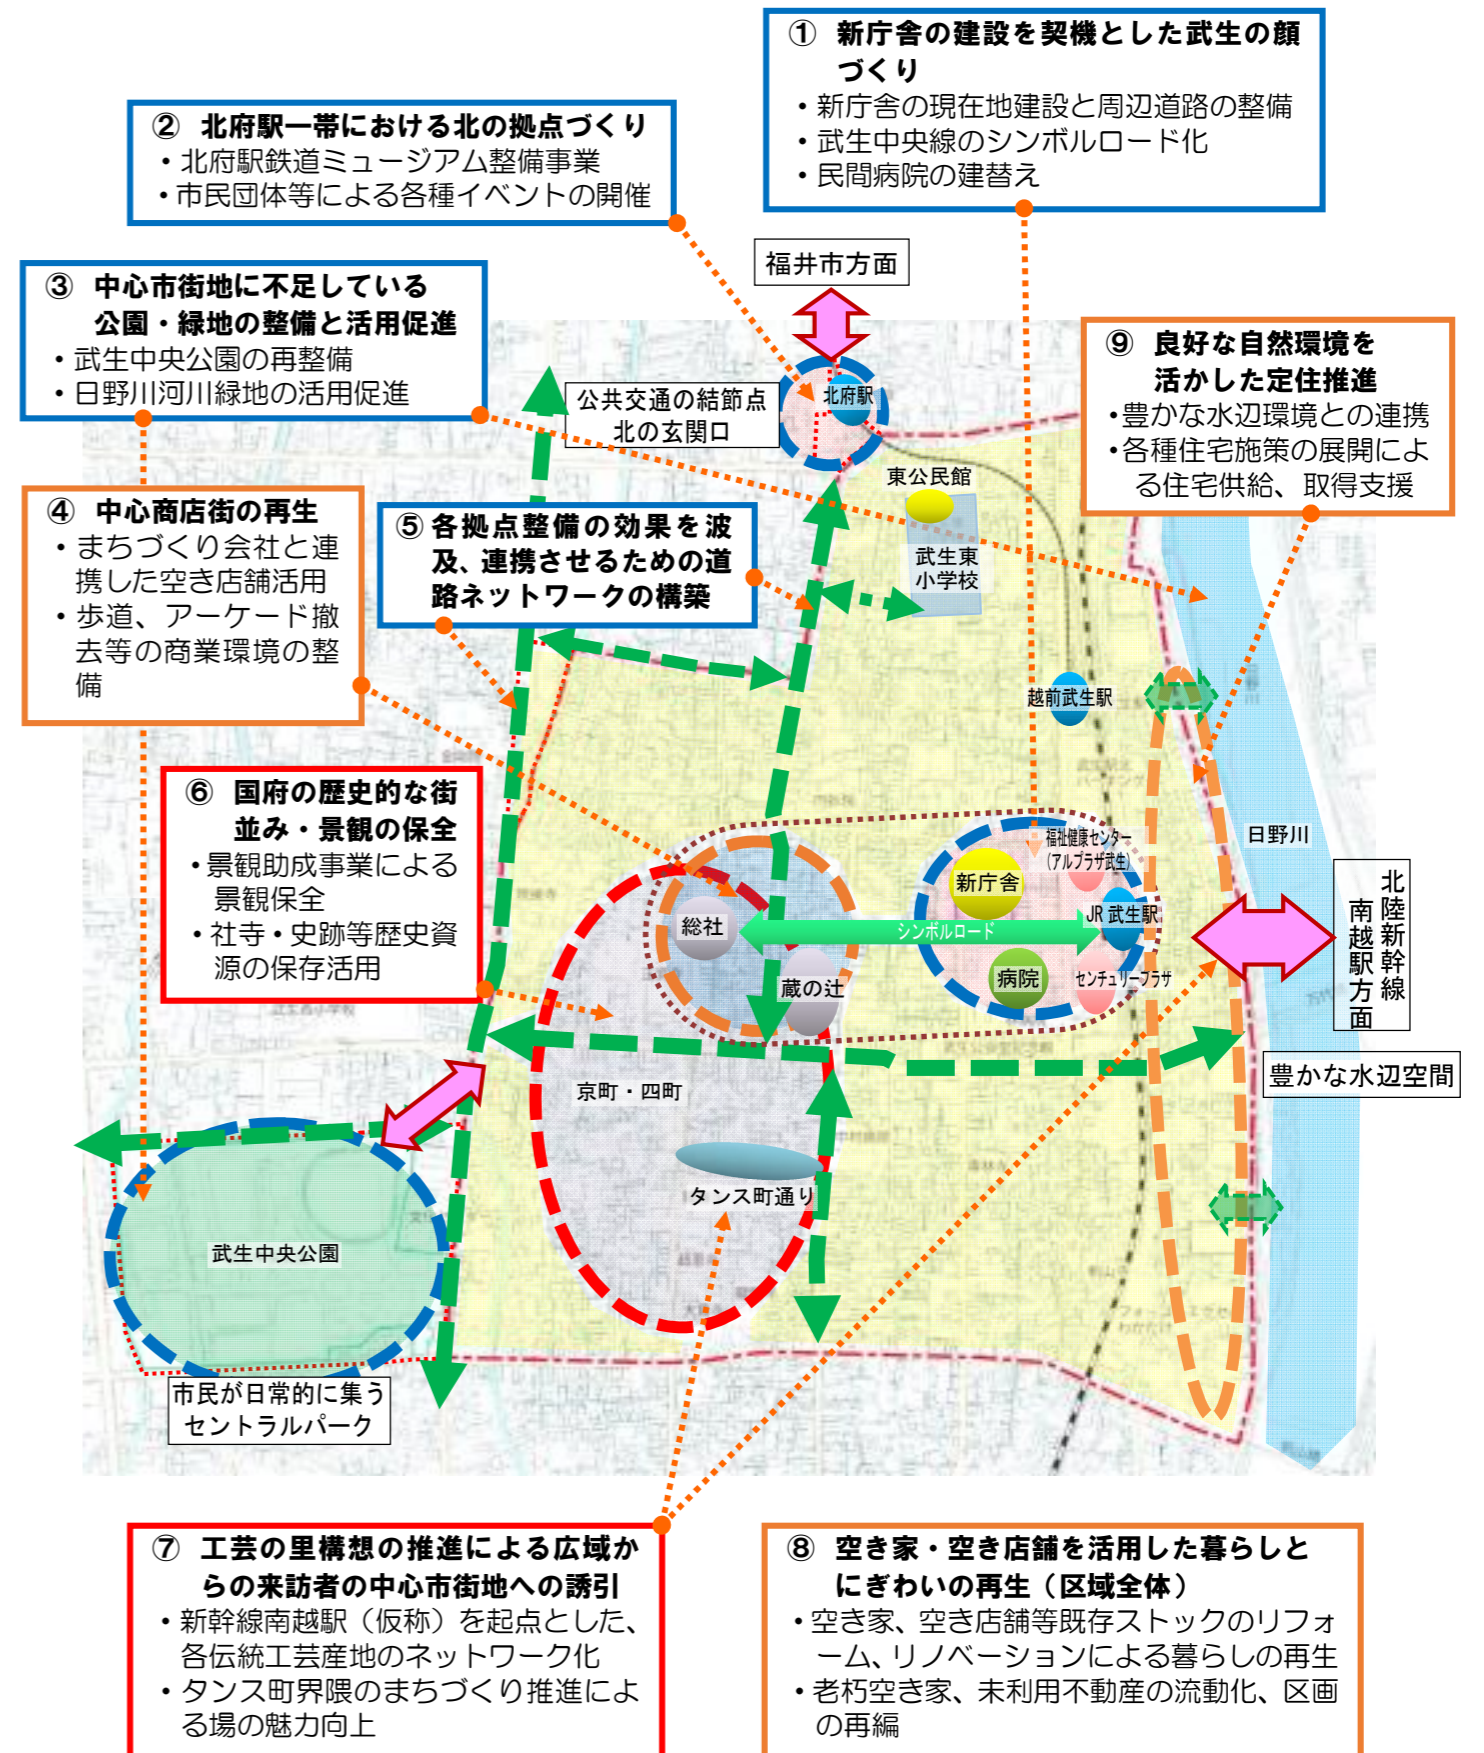 ① 新庁舎の建設を契機とした武生の顔
づくり
・新庁舎の現在地建設と周辺道路の整備
・武生中央線のシンボルロード化
・民間病院の建替え
② 北府駅一帯における北の拠点づくり
・北府駅鉄道ミュージアム整備事業
・市民団体等による各種イベントの開催
福井市方面
③ 中心市街地に不足している
公園・緑地の整備と活用促進
・武生中央公園の再整備
・日野川河川緑地の活用促進
⑨ 良好な自然環境を
活かした定住推進
・豊かな水辺環境との連携
・各種住宅施策の展開によ
る住宅供給、取得支援
公共交通の結節点
北の玄関口
北府駅
東公民館
武生東
小学校
④ 中心商店街の再生
・まちづくり会社と連
携した空き店舗活用
・歩道、アーケード撤
去等の商業環境の整
備
⑤ 各拠点整備の効果を波
及、連携させるための道
路ネットワークの構築
越前武生駅
⑥ 国府の歴史的な街
並み・景観の保全
・景観助成事業による
景観保全
・社寺・史跡等歴史資
源の保存活用
日野川
福祉健康センター
（アルプラザ武生）
新庁舎
JR 武生駅
総社
シンボルロード
蔵の辻
病院
センチュリープラザ
北陸新幹線
南越駅方面
豊かな水辺空間
京町・四町
タンス町通り
武生中央公園
市民が日常的に集う
セントラルパーク
⑦ 工芸の里構想の推進による広域か
らの来訪者の中心市街地への誘引
・新幹線南越駅（仮称）を起点とした、
各伝統工芸産地のネットワーク化
・タンス町界隈のまちづくり推進によ
る場の魅力向上
⑧ 空き家・空き店舗を活用した暮らしと
にぎわいの再生（区域全体）
・空き家、空き店舗等既存ストックのリフォ
ーム、リノベーションによる暮らしの再生
・老朽空き家、未利用不動産の流動化、区画
の再編